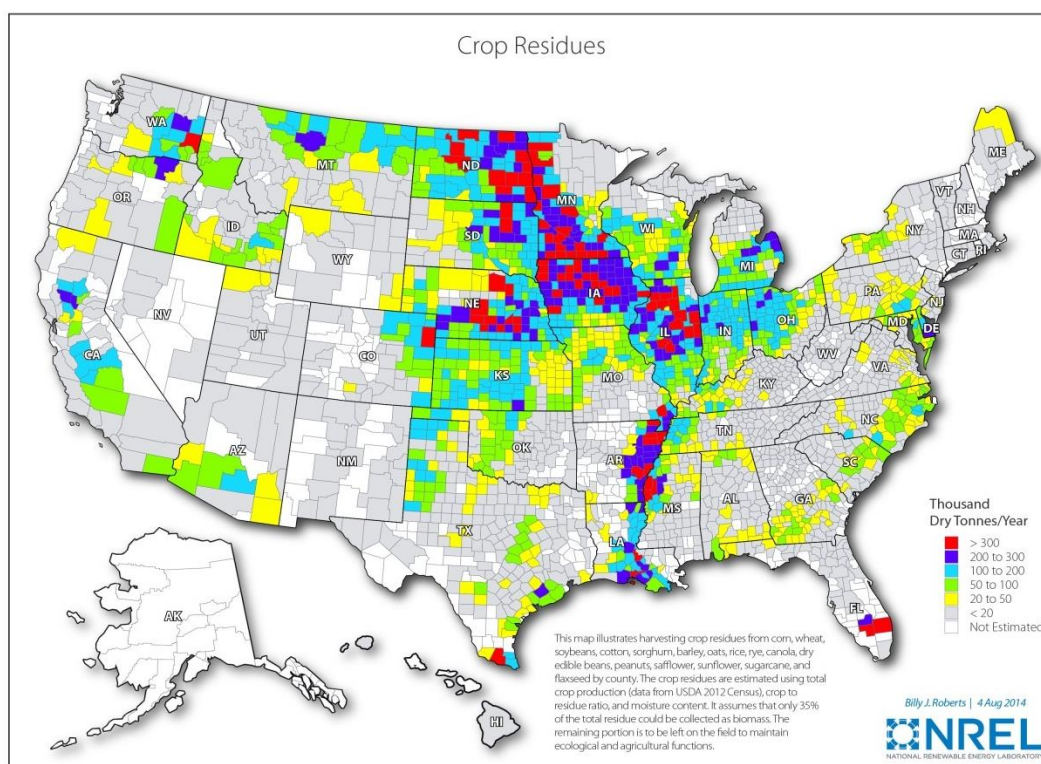 Crop Residues
WA
MT
ND
MN
ME
VT
NH
MA
RI
CT
NY
OR
ID
SD
WI
MI
WY
NE
IA
PA
NJ
MD
DE
NV
UT
CO
IL
IN
OH
WV
VA
CA
KS
MO
KY
NC
TN
AZ
NM
OK
AR
SC
MS
AL
GA
TX
LA
FL
AK
HI
Thousand
Dry Tonnes/Year
> 300
200 to 300
100 to 200
50 to 100
20 to 50
< 20
Not Estimated
This map illustrates harvesting crop residues from corn, wheat,
soybeans, cotton, sorghum, barley, oats, rice, rye, canola, dry
edible beans, peanuts, safflower, sunflower, sugarcane, and
flaxseed by county. The crop residues are estimated using total
crop production (data from USDA 2012 Census), crop to
residue ratio, and moisture content. It assumes that only 35%
of the total residue could be collected as biomass. The
remaining portion is to be left on the field to maintain
ecological and agricultural functions.
Billy J. Roberts | 4 Aug 2014
NREL
NATIONAL RENEWABLE ENERGY LABORATORY